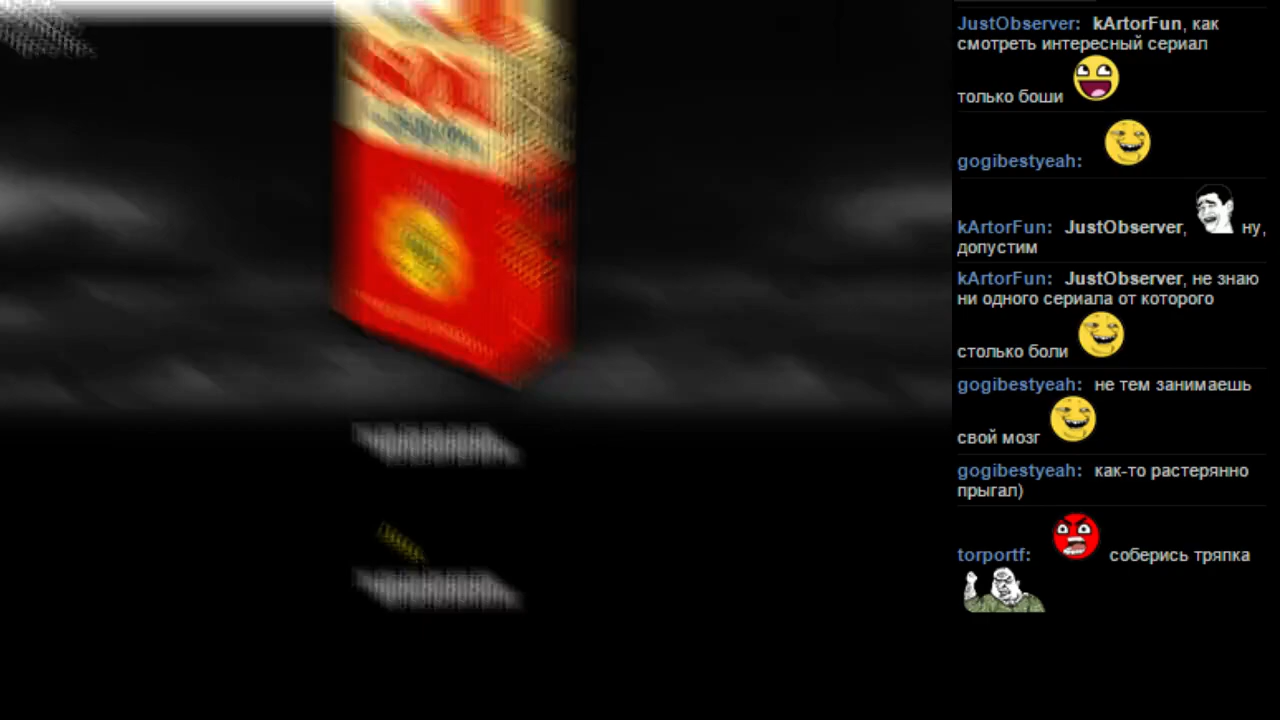 JustObserver: kArtorFun, как
смотреть интересный сериал
только боши
gogibestyeah:
kArtorFun: JustObserver, ну,
допустим
kArtorFun: JustObserver, не знаю
ни одного сериала от которого
столько боли
gogibestyeah: не тем занимаешь
свой мозг
gogibestyeah: как-то растерянно
прыгал)
torportf: соберись тряпка